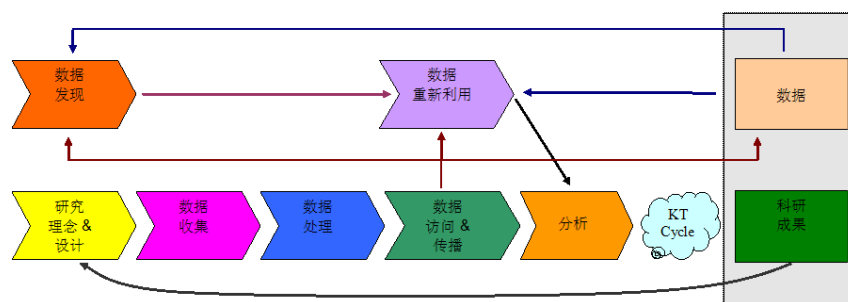 数据
发现
数据
重新利用
数据
研究
理念 &
设计
数据
收集
数据
处理
数据
访问 &
传播
分析
KT
Cycle
科研
成果